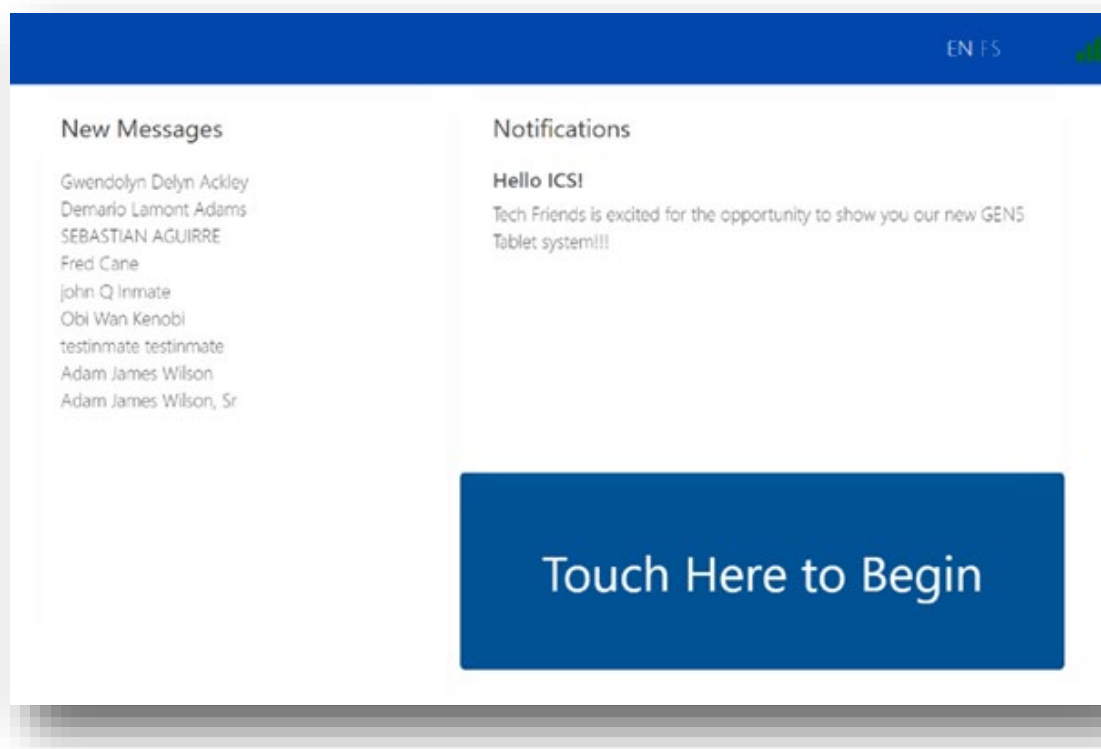 EN FS
New Messages
Gwendolyn Delyn Ackley
Demario Lamont Adams
SEBASTIAN AGUIRRE
Fred Cane
john Q Inmate
Obi Wan Kenobi
testinmate testinmate
Adam James Wilson
Adam James Wilson, Sr
Notifications
Hello ICS!
Tech Friends is excited for the opportunity to show you our new GEN5
Tablet system!!!
Touch Here to Begin